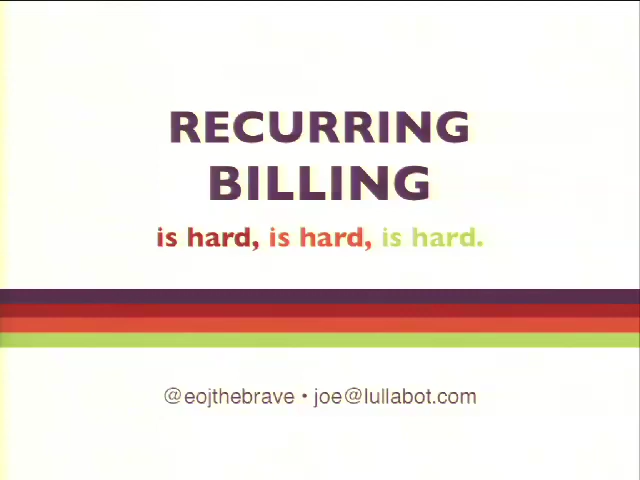 RECURRING
BILLING
is hard, is hard, is hard.
@eojthebrave • joe@lullabot.com